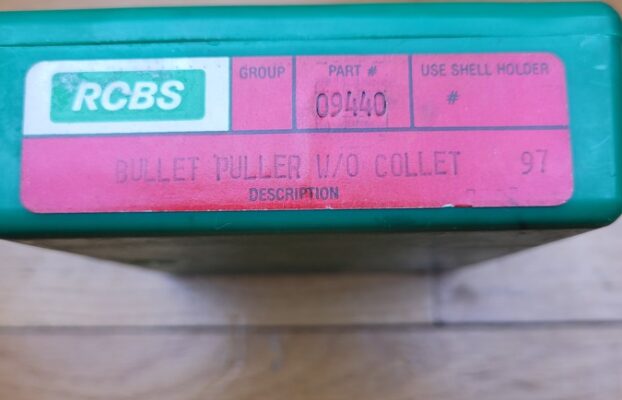 RCBS
GROUP
PART #
USE SHELL HOLDER
09440
#
BULLET PULLER W/O COLLET 97
DESCRIPTION